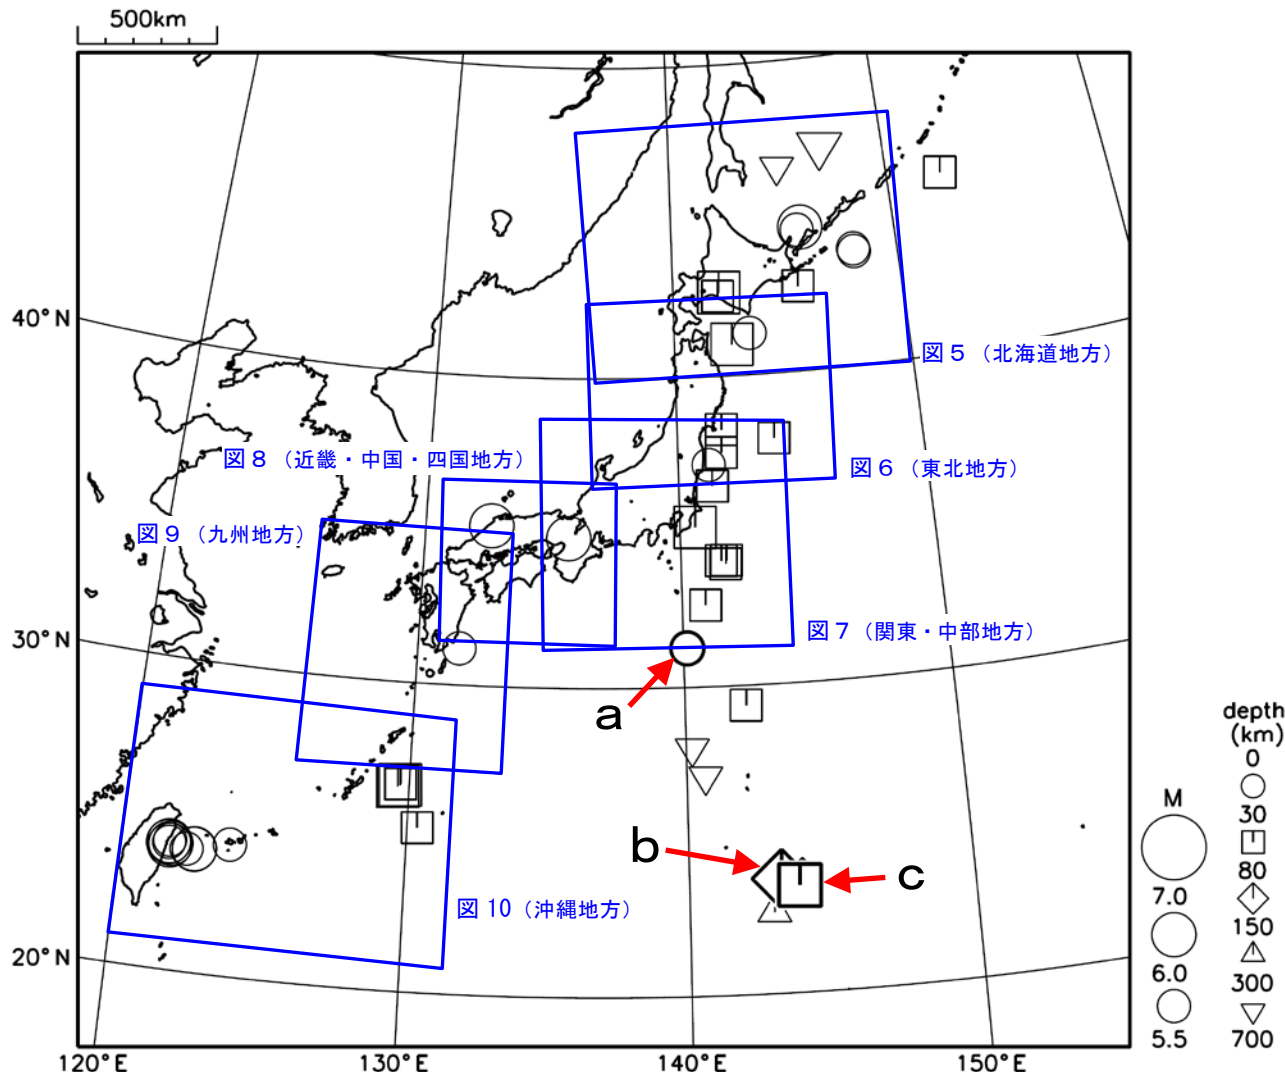 500km
40°N
30°N
20°N
120°E
130°E
140°E
150°E
図5（北海道地方）
図6（東北地方）
図7（関東・中部地方）
図8（近畿・中国・四国地方）
図9（九州地方）
図10（沖縄地方）
a
b
c
M
7.0
6.0
5.5
depth
(km)
0
30
80
150
300
700